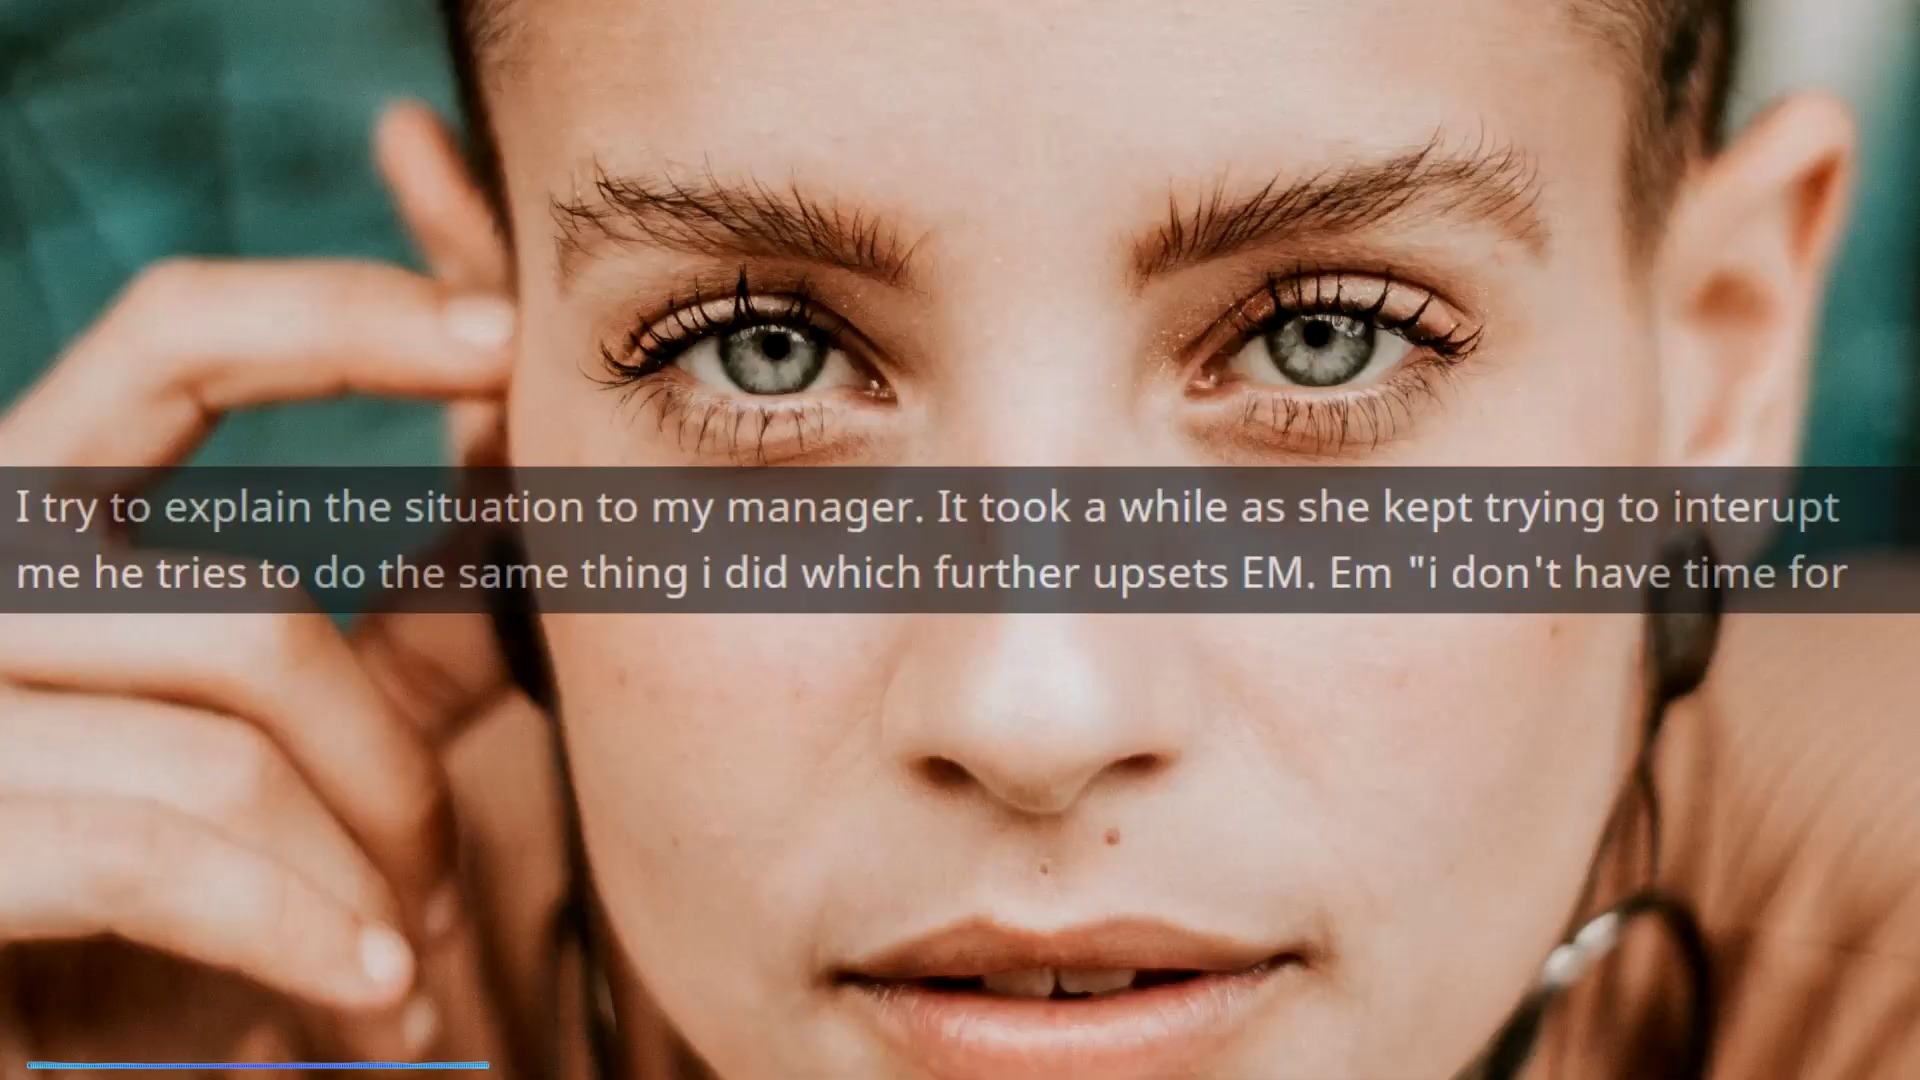 I try to explain the situation to my manager. It took a while as she kept trying to interupt
me he tries to do the same thing i did which further upsets EM. Em "i don't have time for